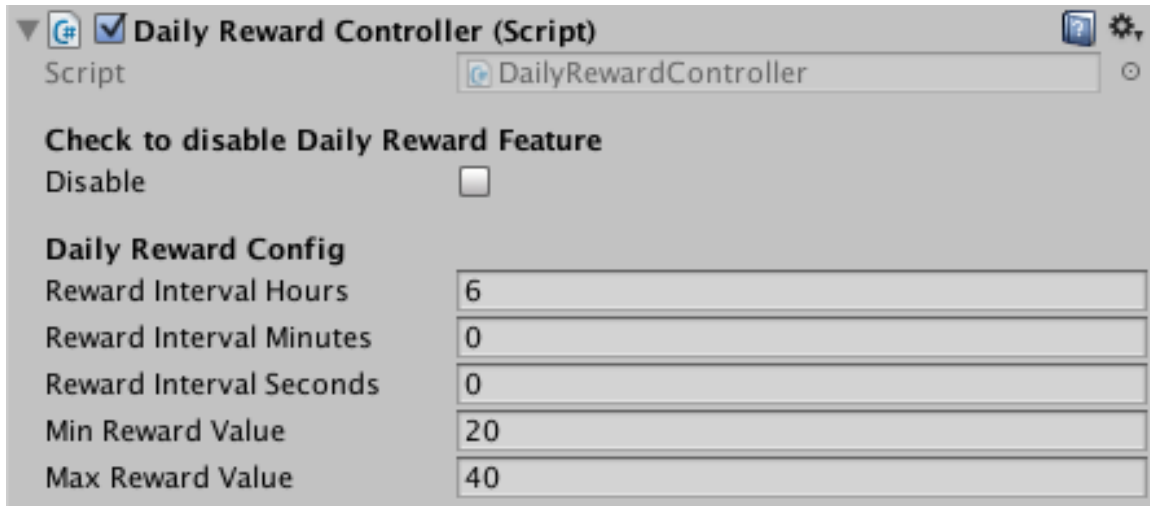 Daily Reward Controller (Script)
Script DailyRewardController
Check to disable Daily Reward Feature
Disable
Daily Reward Config
Reward Interval Hours 6
Reward Interval Minutes 0
Reward Interval Seconds 0
Min Reward Value 20
Max Reward Value 40